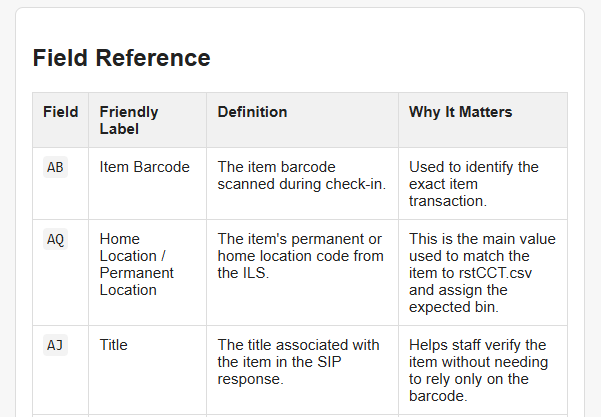 Field Reference
Field
Friendly
Label
Definition
Why It Matters
AB
Item Barcode
The item barcode
scanned during check-in.
Used to identify the
exact item
transaction.
AQ
Home
Location /
Permanent
Location
The item's permanent or
home location code from
the ILS.
This is the main value
used to match the
item to rstCCT.csv
and assign the
expected bin.
AJ
Title
The title associated with
the item in the SIP
response.
Helps staff verify the
item without needing
to rely only on the
barcode.